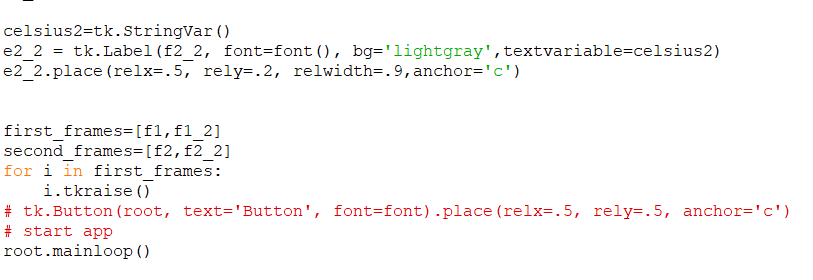 celsius2=tk.StringVar()
e2_2 = tk.Label(f2_2, font=font(), bg='lightgray',textvariable=celsius2)
e2_2.place(relx=.5, rely=.2, relwidth=.9,anchor='c')
first_frames=[f1,f1_2]
second_frames=[f2,f2_2]
for i in first_frames:
    i.tkraise()
# tk.Button(root, text='Button', font=font).place(relx=.5, rely=.5, anchor='c')
# start app
root.mainloop()